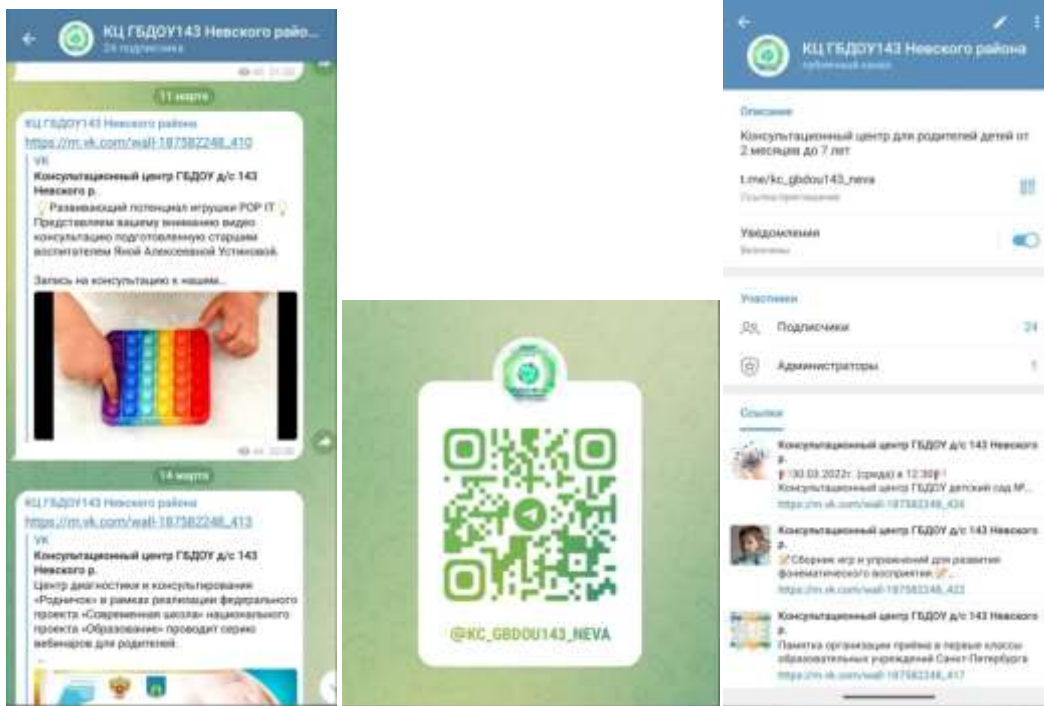 КЦ ГБДОУ143 Невского райо...
24 подписчика
11 марта
КЦ ГБДОУ143 Невского района
https://m.vk.com/wall-187582248_410
VK
Консультационный центр ГБДОУ д/с 143
Невского р.
Развивающий потенциал игрушки POP IT
Представляем вашему вниманию видео
консультацию подготовленную старшим
воспитателем Яной Алексеевной Устиновой.
Запись на консультацию к нашим...
14 марта
КЦ ГБДОУ143 Невского района
https://m.vk.com/wall-187582248_413
VK
Консультационный центр ГБДОУ д/с 143
Невского р.
Центр диагностики и консультирования
«Родничок» в рамках реализации федерального
проекта «Современная школа» национального
проекта «Образование» проводит серию
вебинаров для родителей.
...
@KC_GBDOU143_NEVA
КЦ ГБДОУ143 Невского района
публичный канал
Описание
Консультационный центр для родителей детей от
2 месяцев до 7 лет
t.me/kc_gbdou143_neva
Ссылка-приглашение
Уведомления
Включены
Участники
Подписчики 24
Администраторы 1
Ссылки
Консультационный центр ГБДОУ д/с 143 Невского
р.
30.03.2022г. (среда) в 12:30
Консультационный центр ГБДОУ детский сад №...
https://m.vk.com/wall-187582248_424
Консультационный центр ГБДОУ д/с 143 Невского
р.
Сборник игр и упражнений для развития
фонематического восприятия
https://m.vk.com/wall-187582248_422
Консультационный центр ГБДОУ д/с 143 Невского
р.
Памятка организации приёма в первые классы
образовательных учреждений Санкт-Петербурга
https://m.vk.com/wall-187582248_417